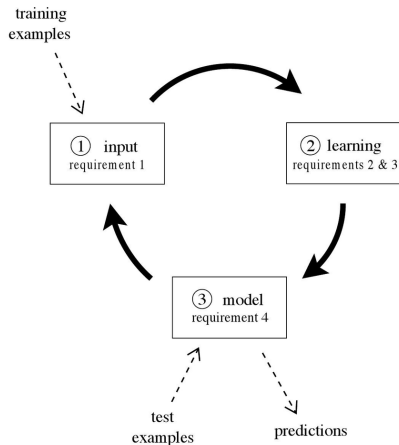 training
examples
① input
requirement 1
② learning
requirements 2 & 3
③ model
requirement 4
test
examples
predictions